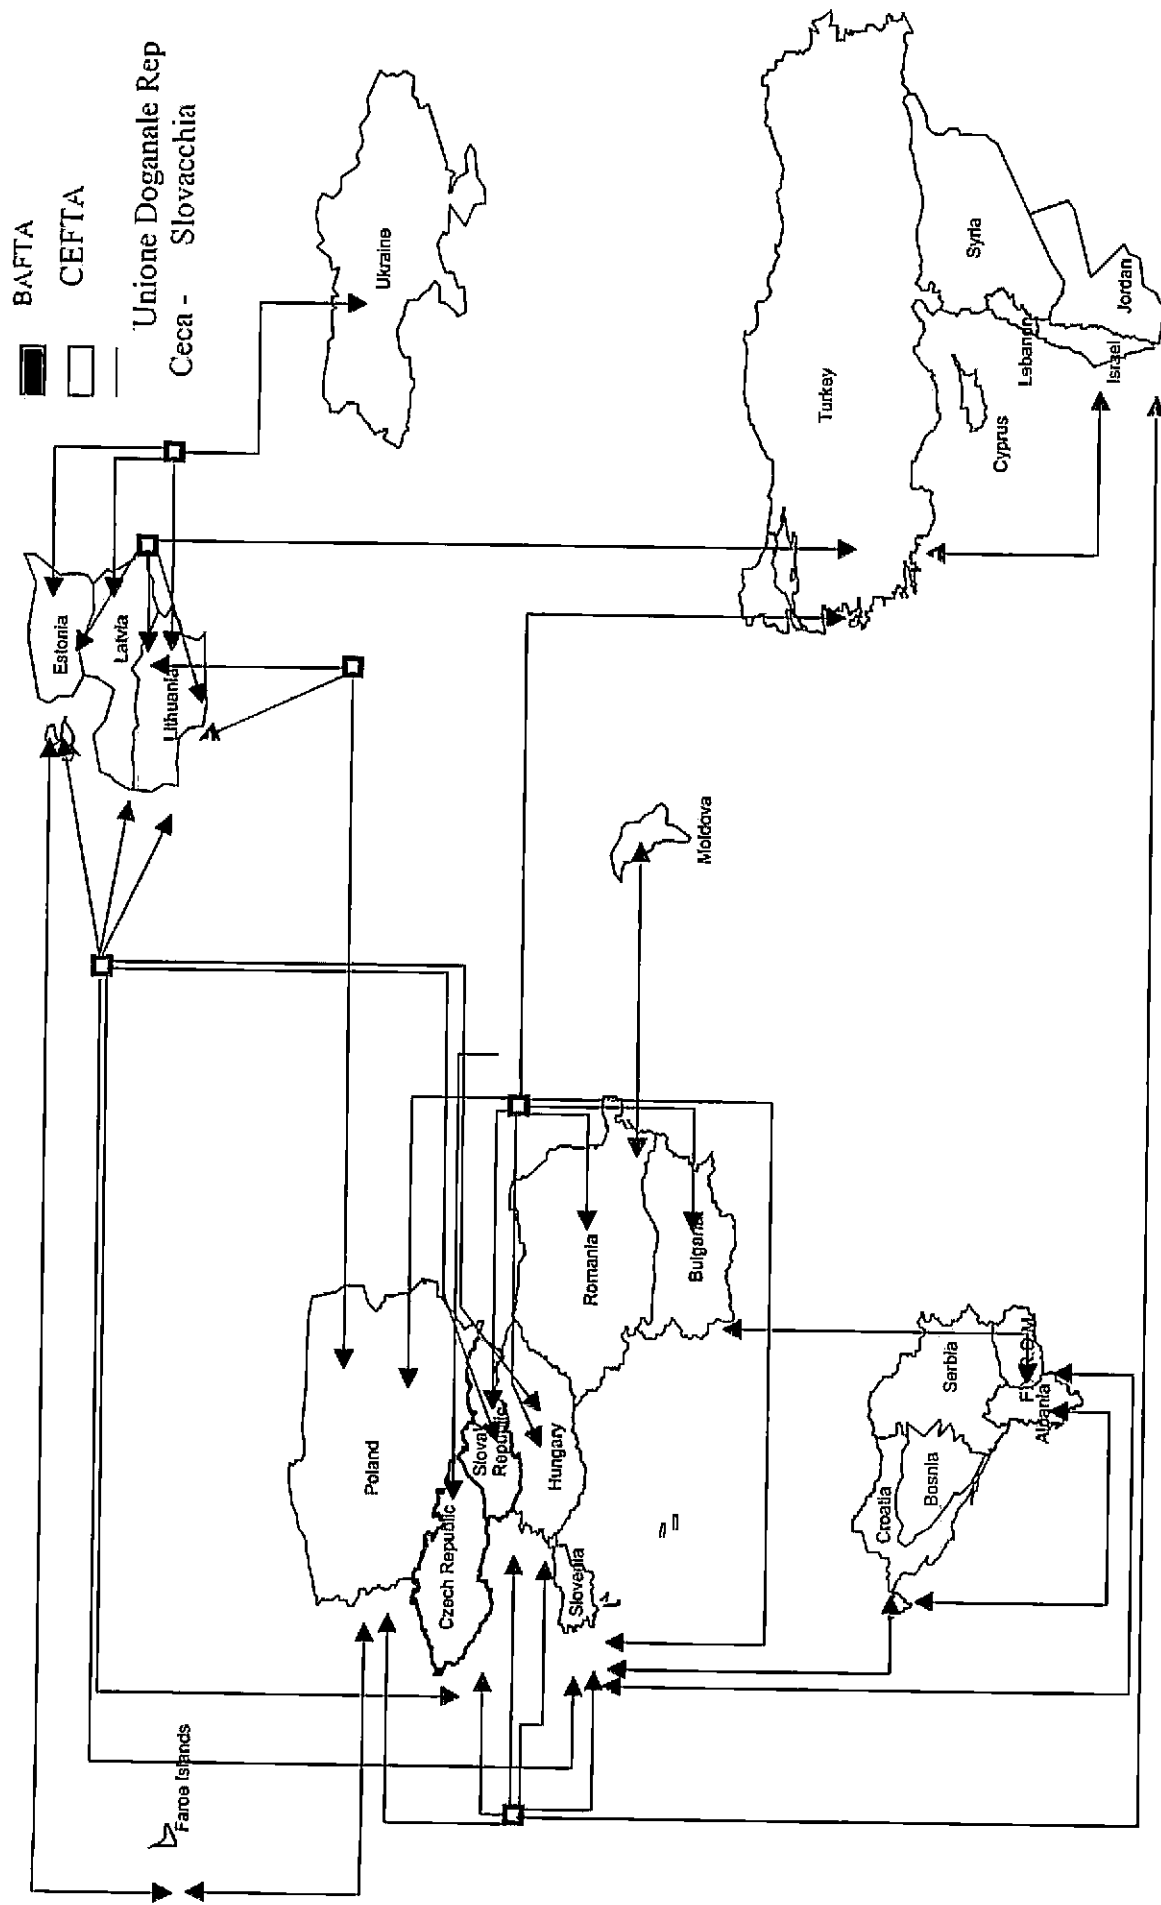 BAFTA
CEFTA
Unione Doganale Rep
Ceca - Slovacchia
Estonia
Latvia
Lithuania
Ukraine
Turkey
Syria
Cyprus
Lebanon
Israel
Jordan
Moldova
Faroe Islands
Poland
Czech Republic
Republic
Hungary
Slovenia
Romania
Bulgaria
Croatia
Bosnia
Serbia
Albania